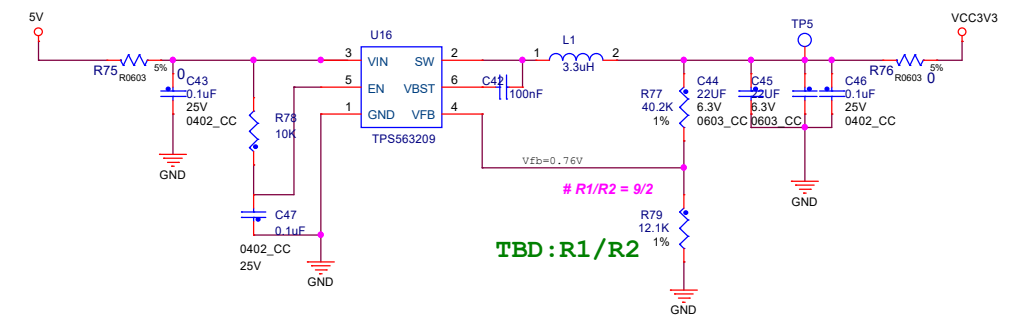 5V
TP5
VCC3V3
U16
L1
3 VIN SW 2
1 2
R75
5%
R0603
0
3.3uH
R76
5%
R0603
0
C43
0.1uF
25V
0402_CC
5 EN VBST 6
C42
100nF
R77
40.2K
1%
C44
22UF
6.3V
0603_CC
C45
22UF
6.3V
0603_CC
C46
0.1uF
25V
0402_CC
1 GND VFB 4
R78
10K
TPS563209
Vfb=0.76V
GND
# R1/R2 = 9/2
GND
C47
0.1uF
0402_CC
25V
R79
12.1K
1%
TBD:R1/R2
GND
GND